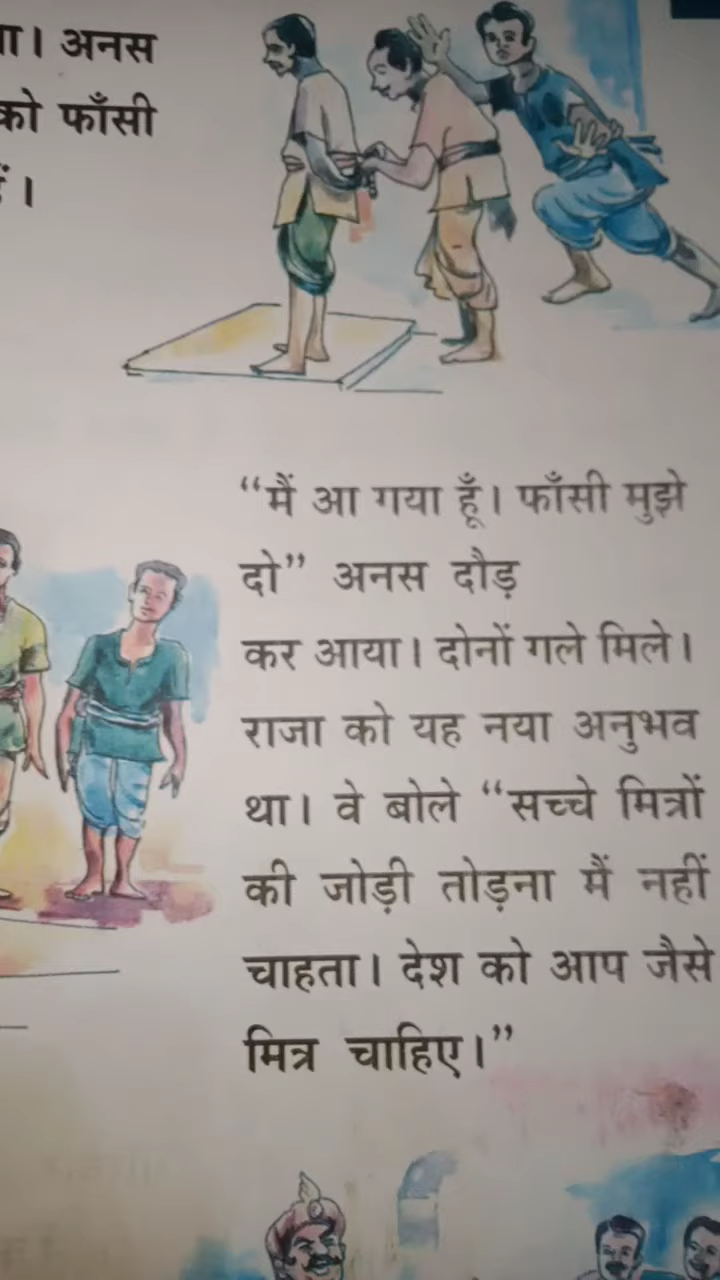 ा। अनस
को फाँसी
हैं।
“मैं आ गया हूँ। फाँसी मुझे
दो” अनस दौड़
कर आया। दोनों गले मिले।
राजा को यह नया अनुभव
था। वे बोले “सच्चे मित्रों
की जोड़ी तोड़ना मैं नहीं
चाहता। देश को आप जैसे
मित्र चाहिए।”